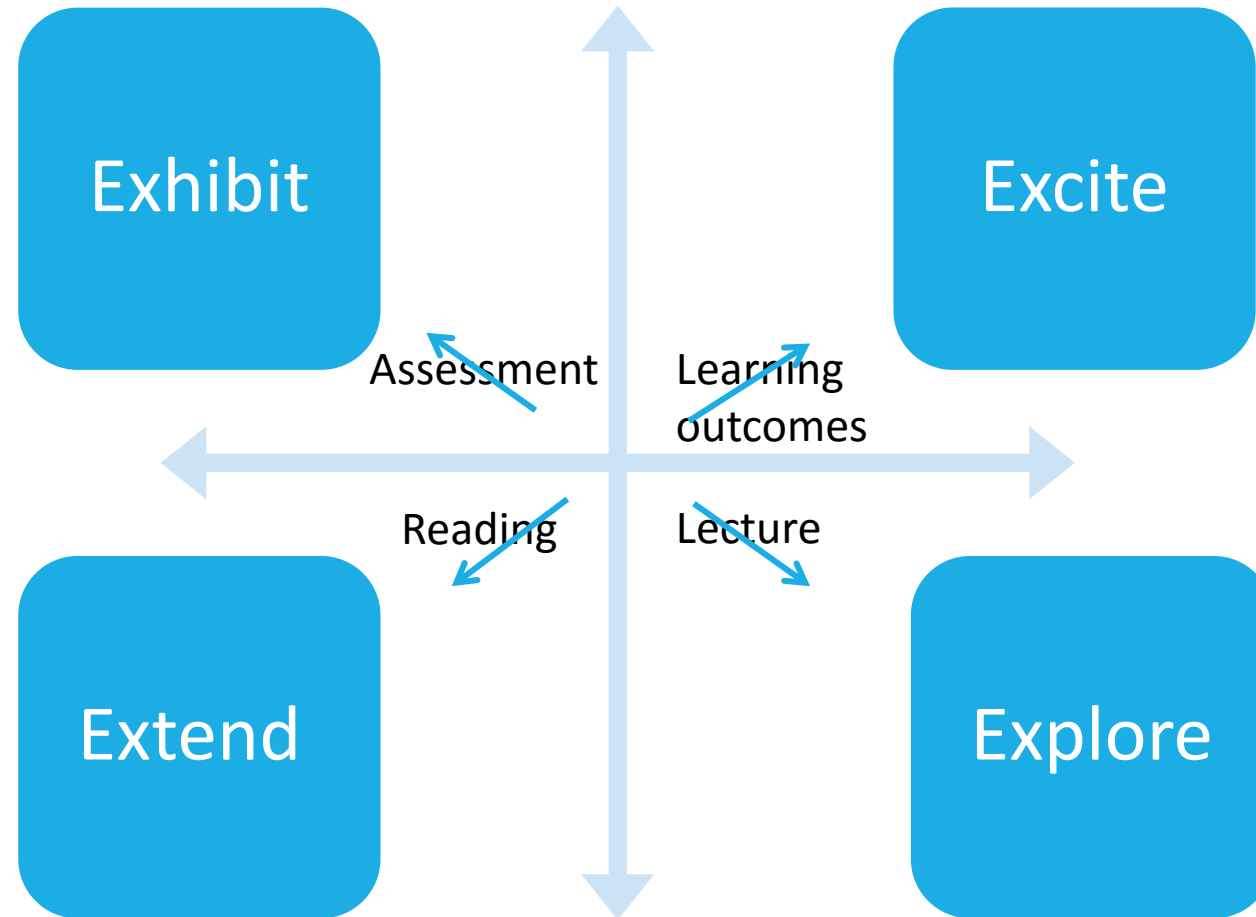 Exhibit
Excite
Assessment
Learning
outcomes
Reading
Lecture
Extend
Explore